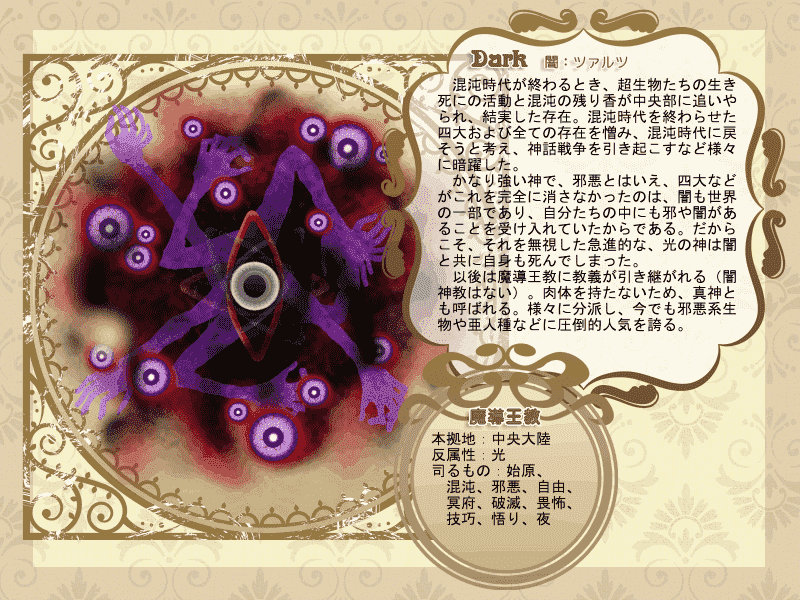 Dark 闇：ツァルツ
　混沌時代が終わるとき、超生物たちの生き
死にの活動と混沌の残り香が中央部に追いや
られ、結実した存在。混沌時代を終わらせた
四大および全ての存在を憎み、混沌時代に戻
そうと考え、神話戦争を引き起こすなど様々
に暗躍した。
　かなり強い神で、邪悪とはいえ、四大など
がこれを完全に消さなかったのは、闇も世界
の一部であり、自分たちの中にも邪や闇があ
ることを受け入れていたからである。だから
こそ、それを無視した急進的な、光の神は闇
と共に自身も死んでしまった。
　以後は魔導王教に教義が引き継がれる（闇
神教はない）。肉体を持たないため、真神と
も呼ばれる。様々に分派し、今でも邪悪系生
物や亜人種などに圧倒的人気を誇る。
魔導王教
本拠地：中央大陸
反属性：光
司るもの：始原、
　混沌、邪悪、自由、
　冥府、破滅、畏怖、
　技巧、悟り、夜